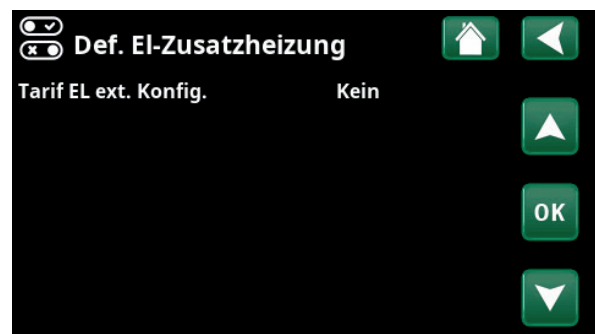 Def. El-Zusatzheizung
Tarif EL ext. Konfig. Kein
OK